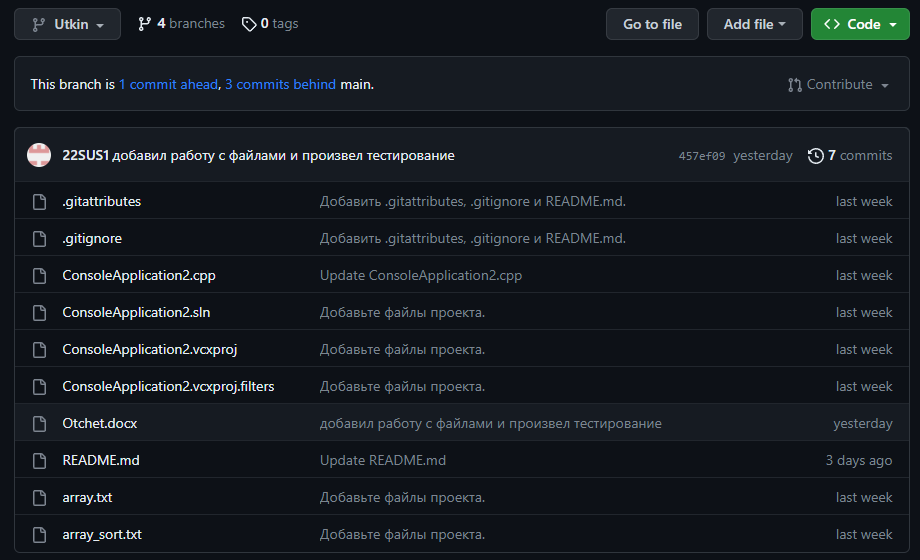 Utkin 4 branches 0 tags Go to file Add file Code
This branch is 1 commit ahead, 3 commits behind main. Contribute
22SUS1 добавил работу с файлами и произвел тестирование 457ef09 yesterday 7 commits
.gitattributes Добавить .gitattributes, .gitignore и README.md. last week
.gitignore Добавить .gitattributes, .gitignore и README.md. last week
ConsoleApplication2.cpp Update ConsoleApplication2.cpp last week
ConsoleApplication2.sln Добавьте файлы проекта. last week
ConsoleApplication2.vcxproj Добавьте файлы проекта. last week
ConsoleApplication2.vcxproj.filters Добавьте файлы проекта. last week
Otchet.docx добавил работу с файлами и произвел тестирование yesterday
README.md Update README.md 3 days ago
array.txt Добавьте файлы проекта. last week
array_sort.txt Добавьте файлы проекта. last week